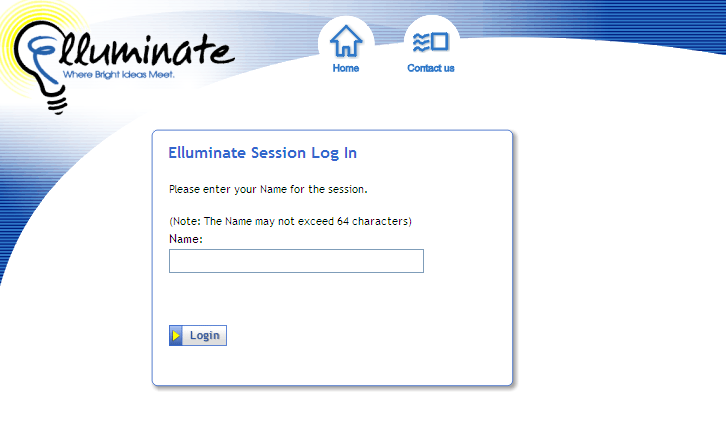 Elluminate
Where Bright Ideas Meet.
Home
Contact us
Elluminate Session Log In
Please enter your Name for the session.
(Note: The Name may not exceed 64 characters)
Name:
Login